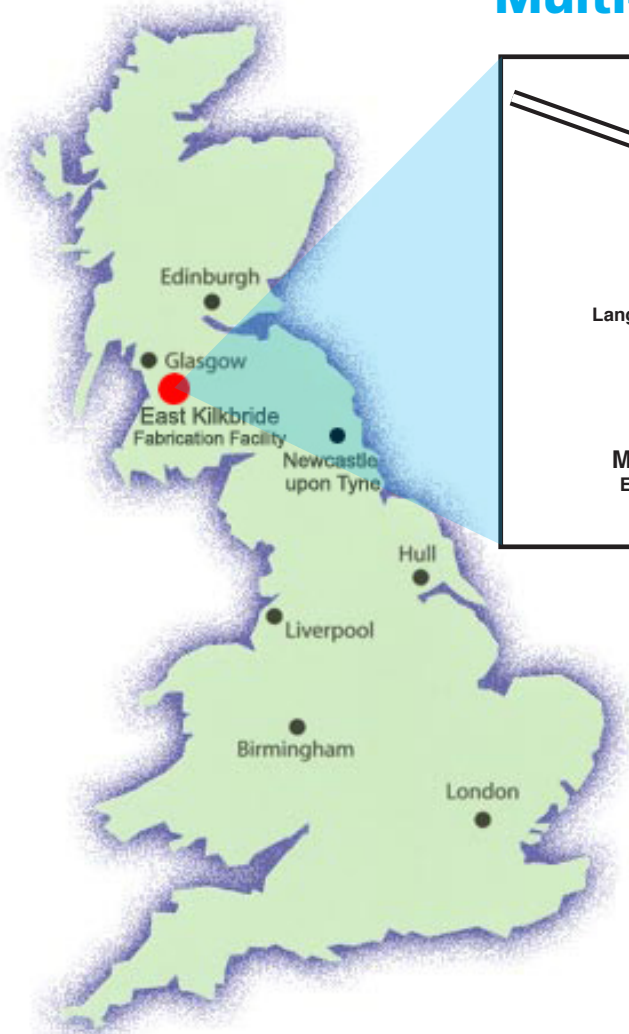 Edinburgh
Glasgow
East Kilkbride
Fabrication Facility
Newcastle
upon Tyne
Hull
Liverpool
Birmingham
London